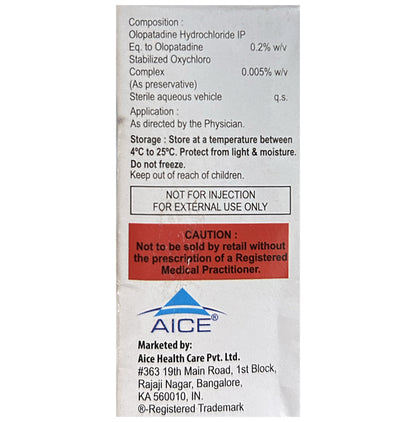 Composition :
Olopatadine Hydrochloride IP
Eq. to Olopatadine 0.2% w/v
Stabilized Oxychloro
Complex 0.005% w/v
(As preservative)
Sterile aqueous vehicle q.s.
Application :
As directed by the Physician.
Storage : Store at a temperature between
4ºC to 25ºC. Protect from light & moisture.
Do not freeze.
Keep out of reach of children.
NOT FOR INJECTION
FOR EXTERNAL USE ONLY
CAUTION :
Not to be sold by retail without
the prescription of a Registered
Medical Practitioner.
AICE®
Marketed by:
Aice Health Care Pvt. Ltd.
#363 19th Main Road, 1st Block,
Rajaji Nagar, Bangalore,
KA 560010, IN.
®-Registered Trademark